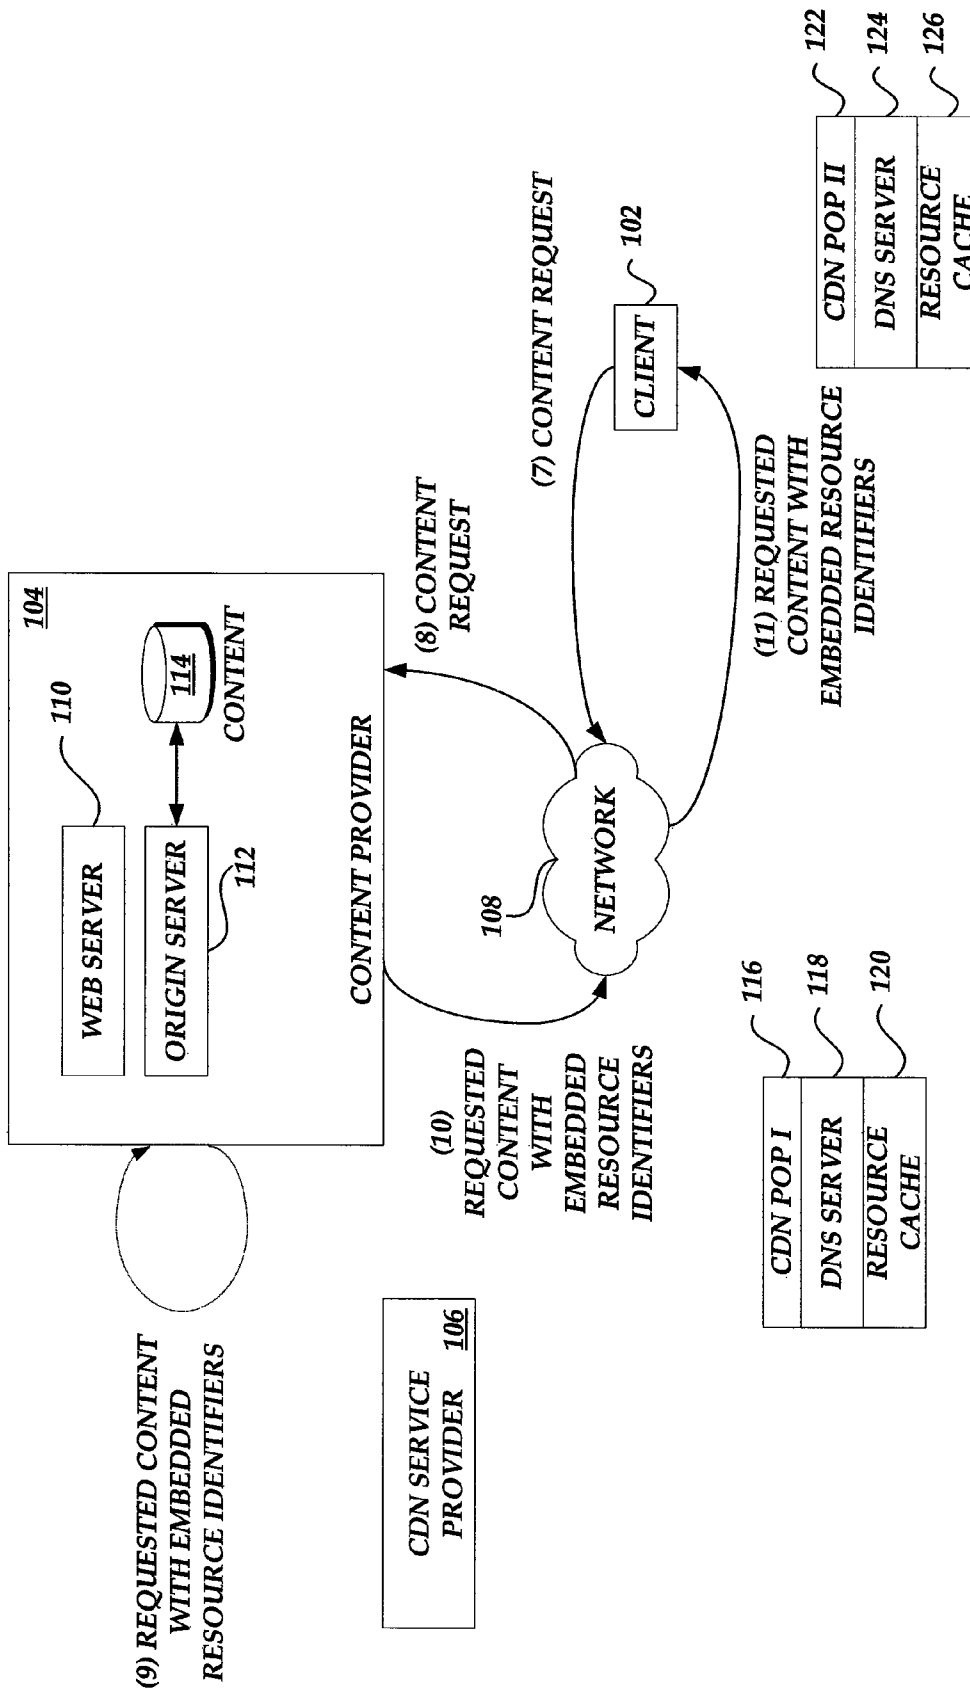 104
WEB SERVER
110
ORIGIN SERVER
112
114
CONTENT
CONTENT PROVIDER
(9) REQUESTED CONTENT
WITH EMBEDDED
RESOURCE IDENTIFIERS
CDN SERVICE
PROVIDER
106
(8) CONTENT
REQUEST
(7) CONTENT REQUEST
(10)
REQUESTED
CONTENT
WITH
EMBEDDED
RESOURCE
IDENTIFIERS
108
NETWORK
CLIENT
102
(11) REQUESTED
CONTENT WITH
EMBEDDED RESOURCE
IDENTIFIERS
CDN POP I
116
DNS SERVER
118
RESOURCE
CACHE
120
CDN POP II
122
DNS SERVER
124
RESOURCE
CACHE
126